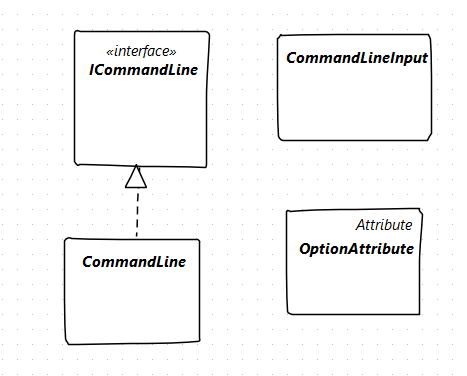 «interface»
ICommandLine
CommandLineInput
CommandLine
Attribute
OptionAttribute